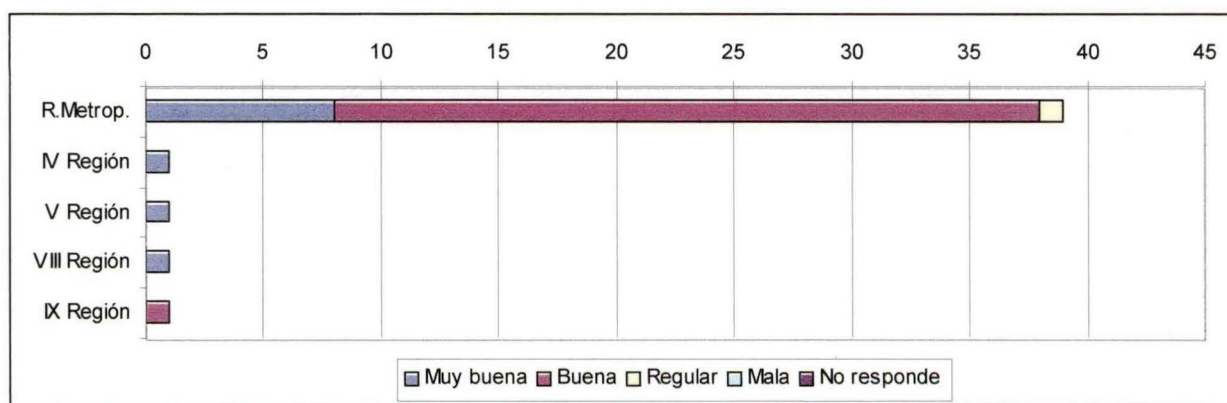 0 5 10 15 20 25 30 35 40 45
R.Metrop.
IV Región
V Región
VIII Región
IX Región
Muy buena Buena Regular Mala No responde